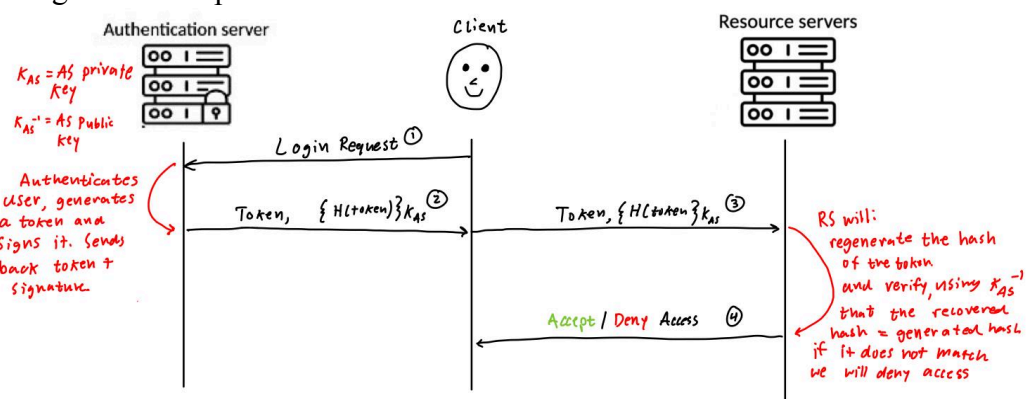 Authentication server
Client
Resource servers
K_AS = AS private
Key
K_AS^-1 = AS public
Key
Login Request ①
Authenticates
user, generates
a token and
signs it. Sends
back token +
signature
Token, {H(token)}K_AS ②
Token, {H(token}K_AS ③
RS will:
regenerate the hash
of the token
and verify, using K_AS^-1
that the recovered
hash = generated hash
if it does not match
we will deny access
Accept / Deny Access ④